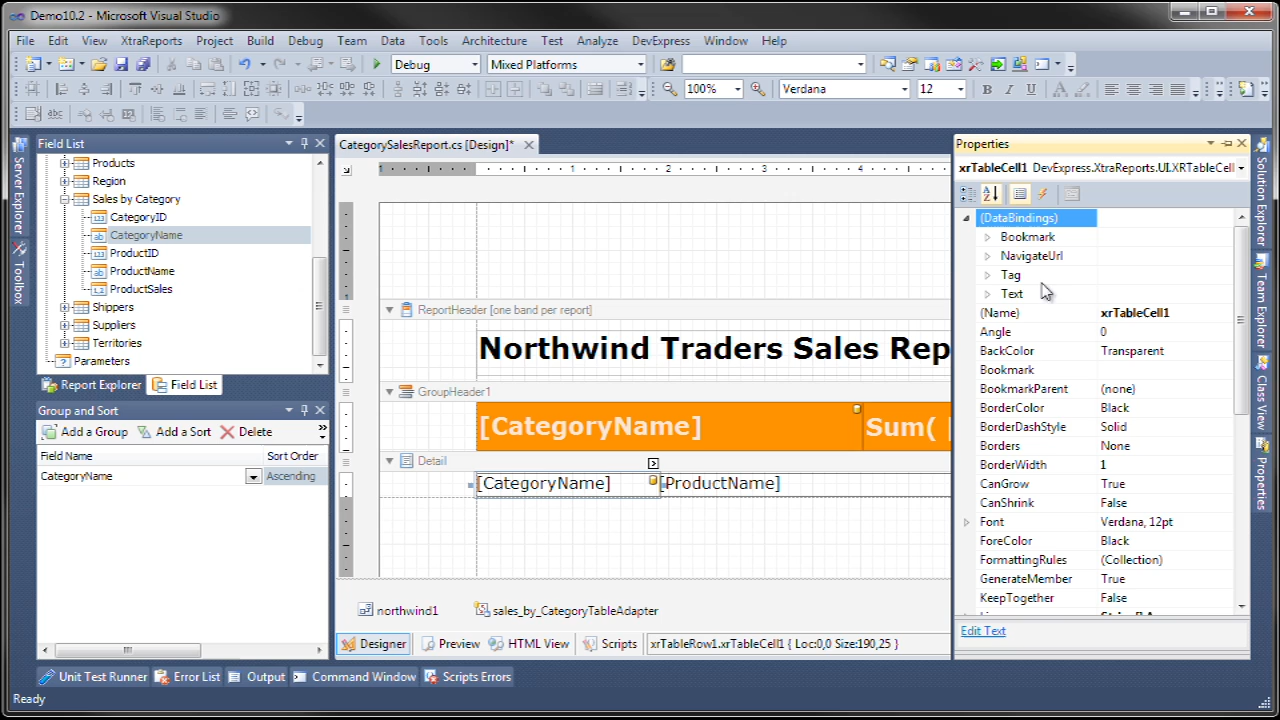 Demo10.2 - Microsoft Visual Studio
File Edit View XtraReports Project Build Debug Team Data Tools Architecture Test Analyze DevExpress Window Help
Debug Mixed Platforms
100% Verdana 12 B I U A
abc
Field List
Products
Region
Sales by Category
CategoryID
CategoryName
ProductID
ProductName
ProductSales
Shippers
Suppliers
Territories
Parameters
Report Explorer Field List
Group and Sort
Add a Group Add a Sort Delete
Field Name Sort Order
CategoryName Ascending
Server Explorer
Toolbox
CategorySalesReport.cs [Design]*
1 1 2 3 4
ReportHeader [one band per report]
Northwind Traders Sales Rep
GroupHeader1
[CategoryName] Sum( [
Detail
[CategoryName] [ProductName]
northwind1 sales_by_CategoryTableAdapter
Designer Preview HTML View Scripts xrTableRow1.xrTableCell1 { Loc:0,0 Size:190,25 }
Properties
xrTableCell1 DevExpress.XtraReports.UI.XRTableCell
(DataBindings)
Bookmark
NavigateUrl
Tag
Text
(Name) xrTableCell1
Angle 0
BackColor Transparent
Bookmark
BookmarkParent (none)
BorderColor Black
BorderDashStyle Solid
Borders None
BorderWidth 1
CanGrow True
CanShrink False
Font Verdana, 12pt
ForeColor Black
FormattingRules (Collection)
GenerateMember True
KeepTogether False
Edit Text
Solution Explorer
Team Explorer
Class View
Properties
Unit Test Runner Error List Output Command Window Scripts Errors
Ready